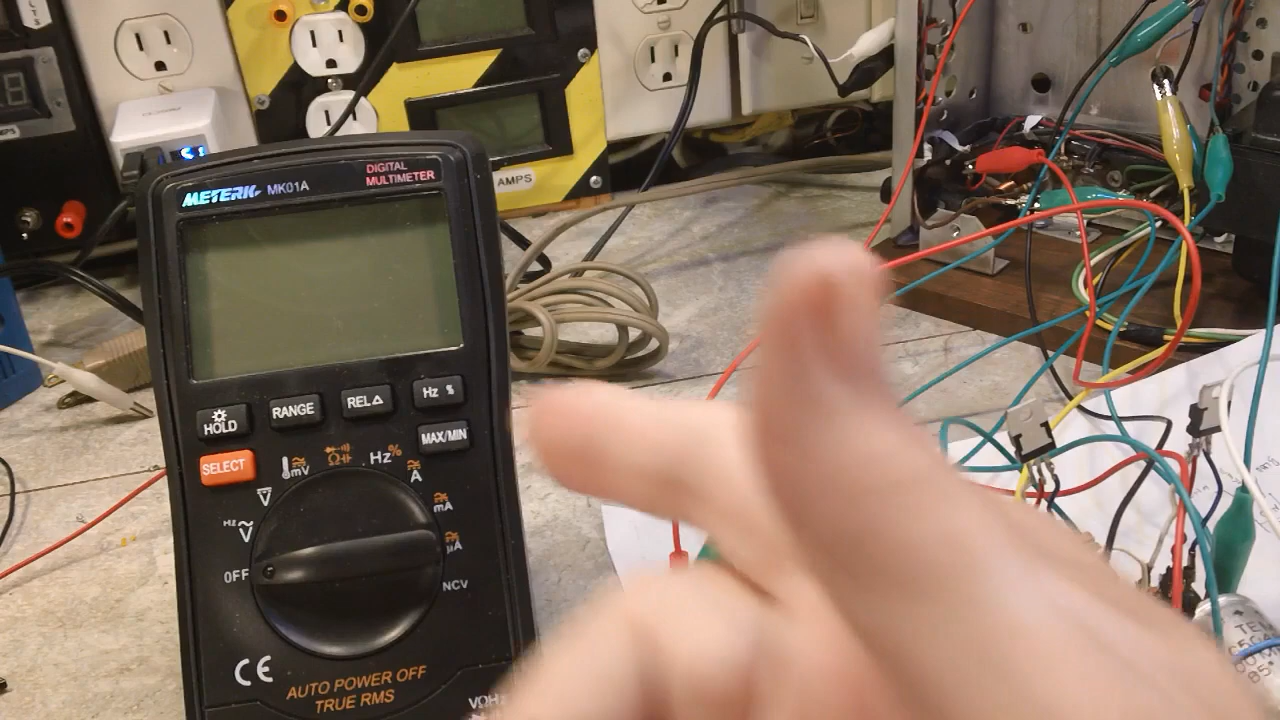 METERK MK01A
DIGITAL
MULTIMETER
AMPS
HOLD
RANGE
REL△
Hz %
MAX/MIN
SELECT
mV
Hz%
A
V
mA
Hz
V
µA
OFF
NCV
CE
AUTO POWER OFF
TRUE RMS